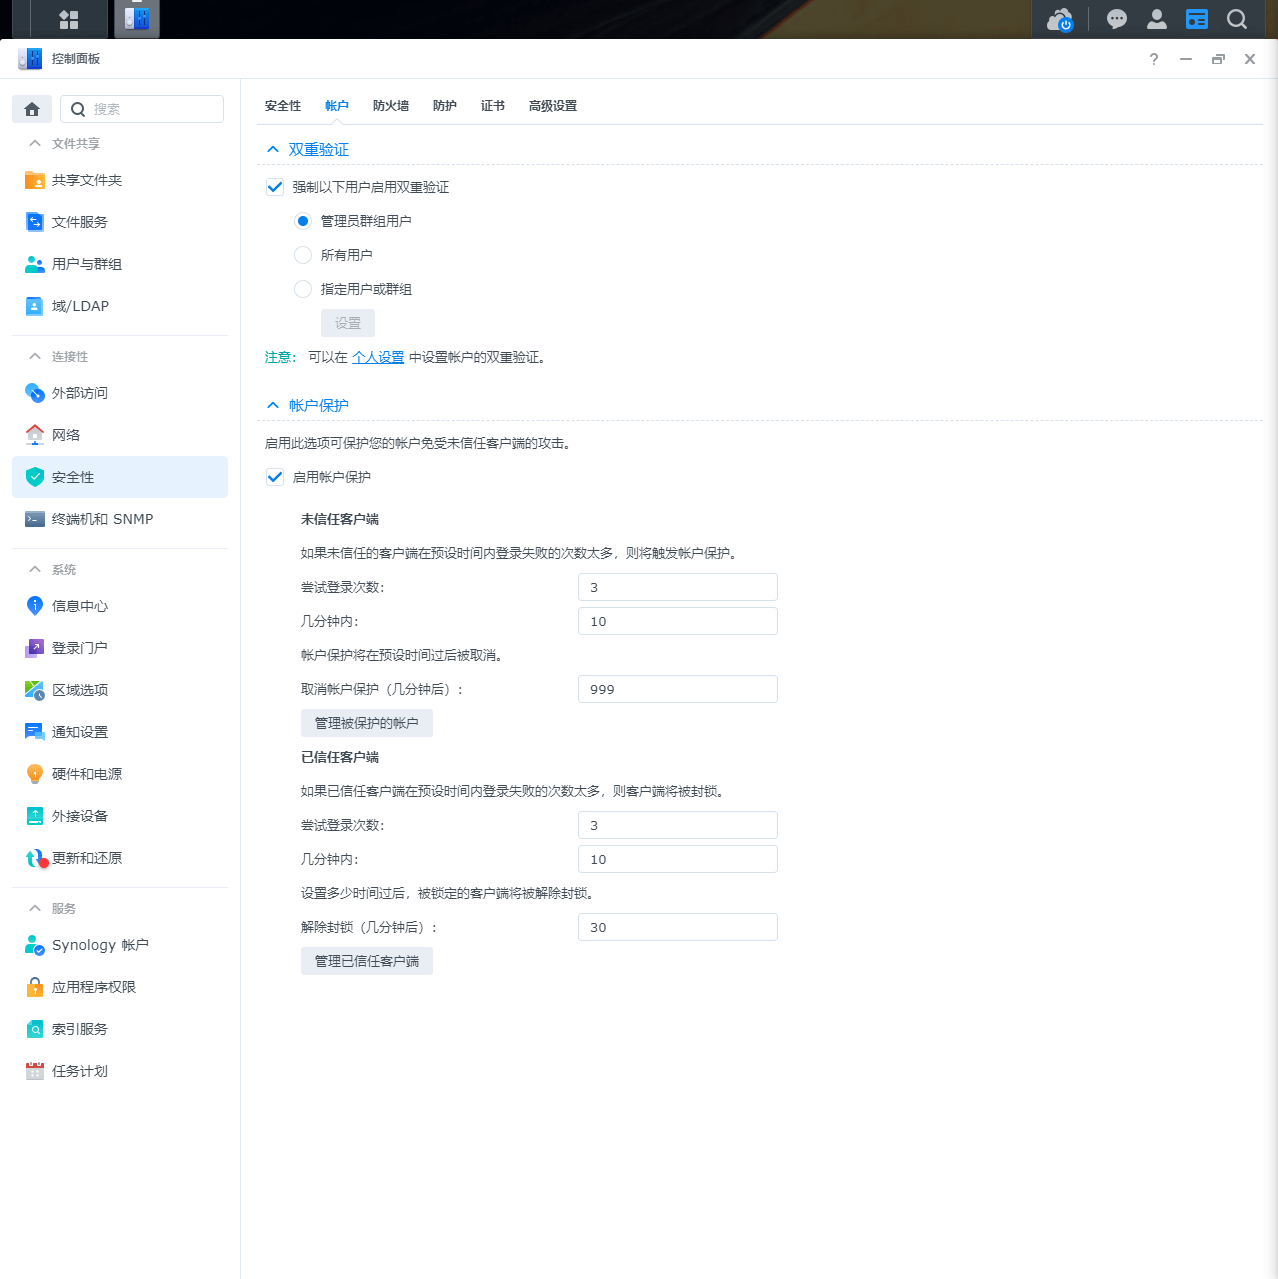 控制面板
?
搜索
文件共享
共享文件夹
文件服务
用户与群组
域/LDAP
连接性
外部访问
网络
安全性
终端机和 SNMP
系统
信息中心
登录门户
区域选项
通知设置
硬件和电源
外接设备
更新和还原
服务
Synology 帐户
应用程序权限
索引服务
任务计划
安全性 帐户 防火墙 防护 证书 高级设置
双重验证
强制以下用户启用双重验证
管理员群组用户
所有用户
指定用户或群组
设置
注意: 可以在 个人设置 中设置帐户的双重验证。
帐户保护
启用此选项可保护您的帐户免受未信任客户端的攻击。
启用帐户保护
未信任客户端
如果未信任的客户端在预设时间内登录失败的次数太多，则将触发帐户保护。
尝试登录次数: 3
几分钟内: 10
帐户保护将在预设时间过后被取消。
取消帐户保护（几分钟后）: 999
管理被保护的帐户
已信任客户端
如果已信任客户端在预设时间内登录失败的次数太多，则客户端将被封锁。
尝试登录次数: 3
几分钟内: 10
设置多少时间过后，被锁定的客户端将被解除封锁。
解除封锁（几分钟后）: 30
管理已信任客户端